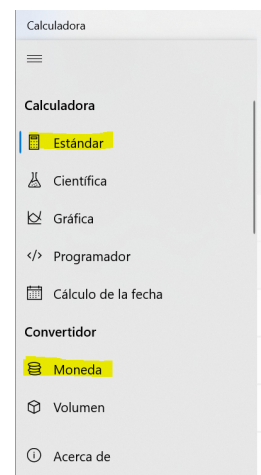 Calculadora
Calculadora
Estándar
Científica
Gráfica
Programador
Cálculo de la fecha
Convertidor
Moneda
Volumen
Acerca de